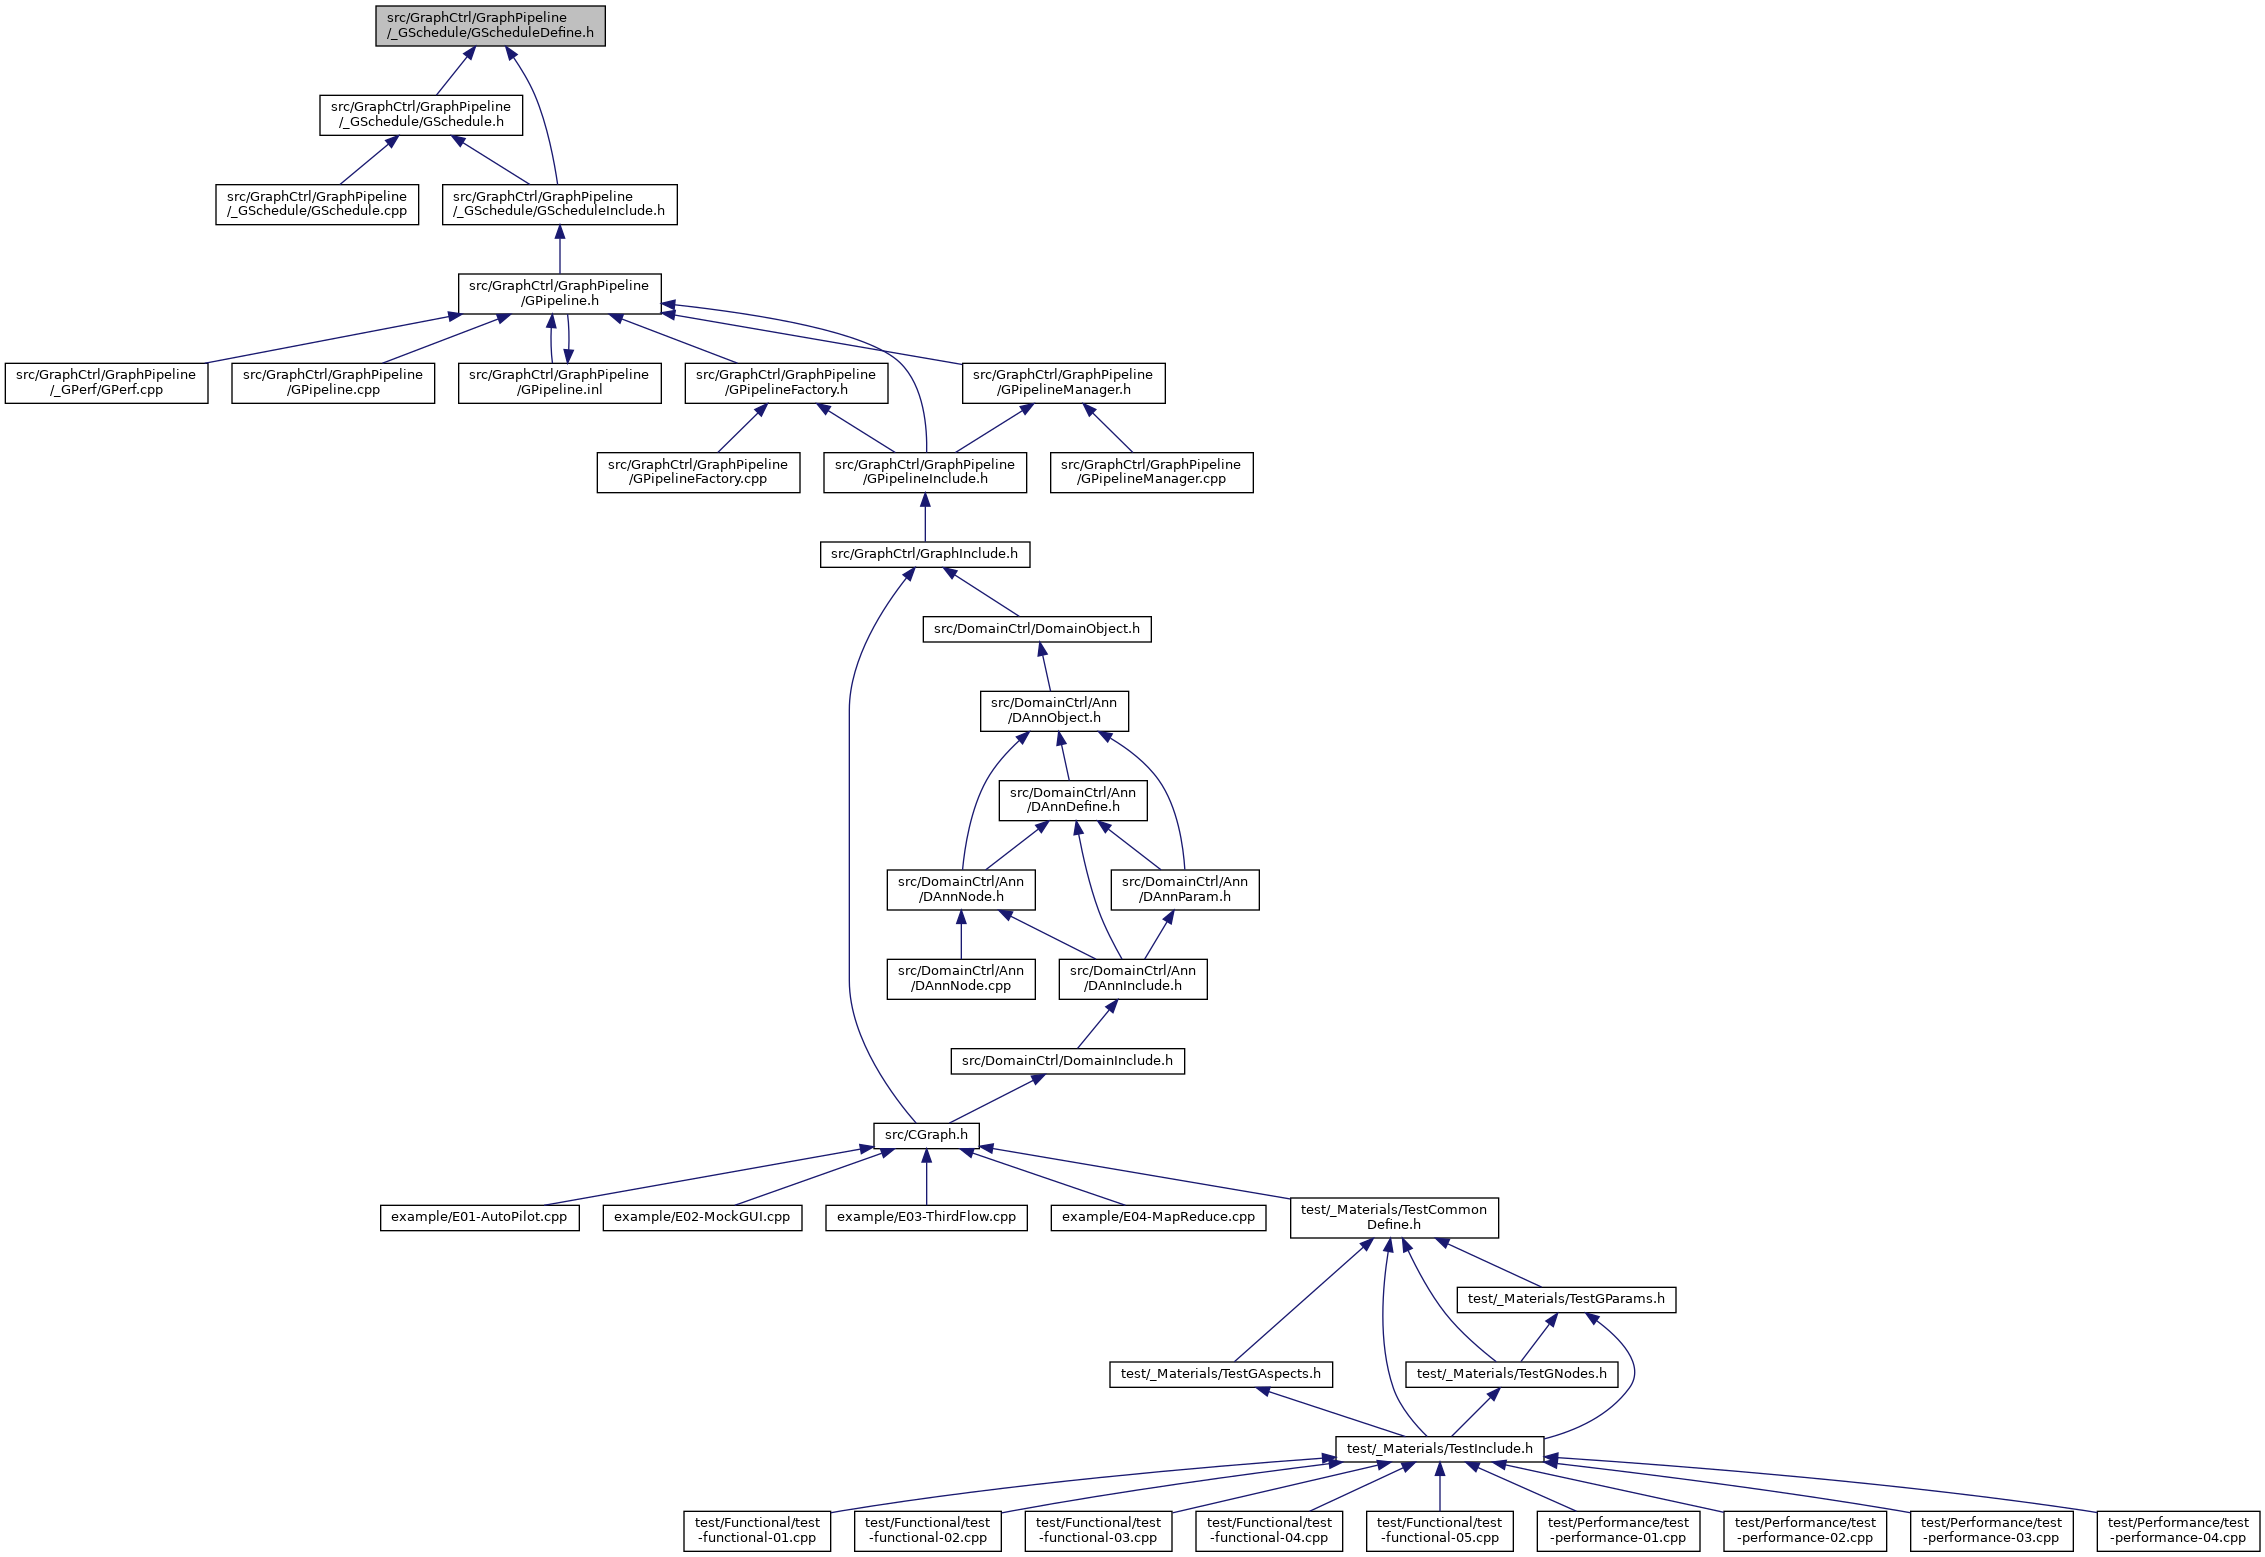 src/GraphCtrl/GraphPipeline
/_GSchedule/GScheduleDefine.h
src/GraphCtrl/GraphPipeline
/_GSchedule/GSchedule.h
src/GraphCtrl/GraphPipeline
/_GSchedule/GSchedule.cpp
src/GraphCtrl/GraphPipeline
/_GSchedule/GScheduleInclude.h
src/GraphCtrl/GraphPipeline
/GPipeline.h
src/GraphCtrl/GraphPipeline
/_GPerf/GPerf.cpp
src/GraphCtrl/GraphPipeline
/GPipeline.cpp
src/GraphCtrl/GraphPipeline
/GPipeline.inl
src/GraphCtrl/GraphPipeline
/GPipelineFactory.h
src/GraphCtrl/GraphPipeline
/GPipelineManager.h
src/GraphCtrl/GraphPipeline
/GPipelineFactory.cpp
src/GraphCtrl/GraphPipeline
/GPipelineInclude.h
src/GraphCtrl/GraphPipeline
/GPipelineManager.cpp
src/GraphCtrl/GraphInclude.h
src/DomainCtrl/DomainObject.h
src/DomainCtrl/Ann
/DAnnObject.h
src/DomainCtrl/Ann
/DAnnDefine.h
src/DomainCtrl/Ann
/DAnnNode.h
src/DomainCtrl/Ann
/DAnnParam.h
src/DomainCtrl/Ann
/DAnnNode.cpp
src/DomainCtrl/Ann
/DAnnInclude.h
src/DomainCtrl/DomainInclude.h
src/CGraph.h
example/E01-AutoPilot.cpp
example/E02-MockGUI.cpp
example/E03-ThirdFlow.cpp
example/E04-MapReduce.cpp
test/_Materials/TestCommon
Define.h
test/_Materials/TestGParams.h
test/_Materials/TestGAspects.h
test/_Materials/TestGNodes.h
test/_Materials/TestInclude.h
test/Functional/test
-functional-01.cpp
test/Functional/test
-functional-02.cpp
test/Functional/test
-functional-03.cpp
test/Functional/test
-functional-04.cpp
test/Functional/test
-functional-05.cpp
test/Performance/test
-performance-01.cpp
test/Performance/test
-performance-02.cpp
test/Performance/test
-performance-03.cpp
test/Performance/test
-performance-04.cpp